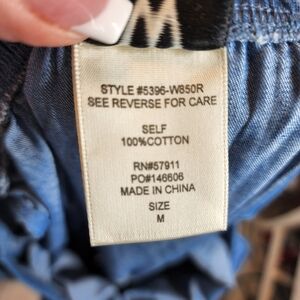 STYLE #5396-W850R
SEE REVERSE FOR CARE
SELF
100%COTTON
RN#57911
PO#146606
MADE IN CHINA
SIZE
M